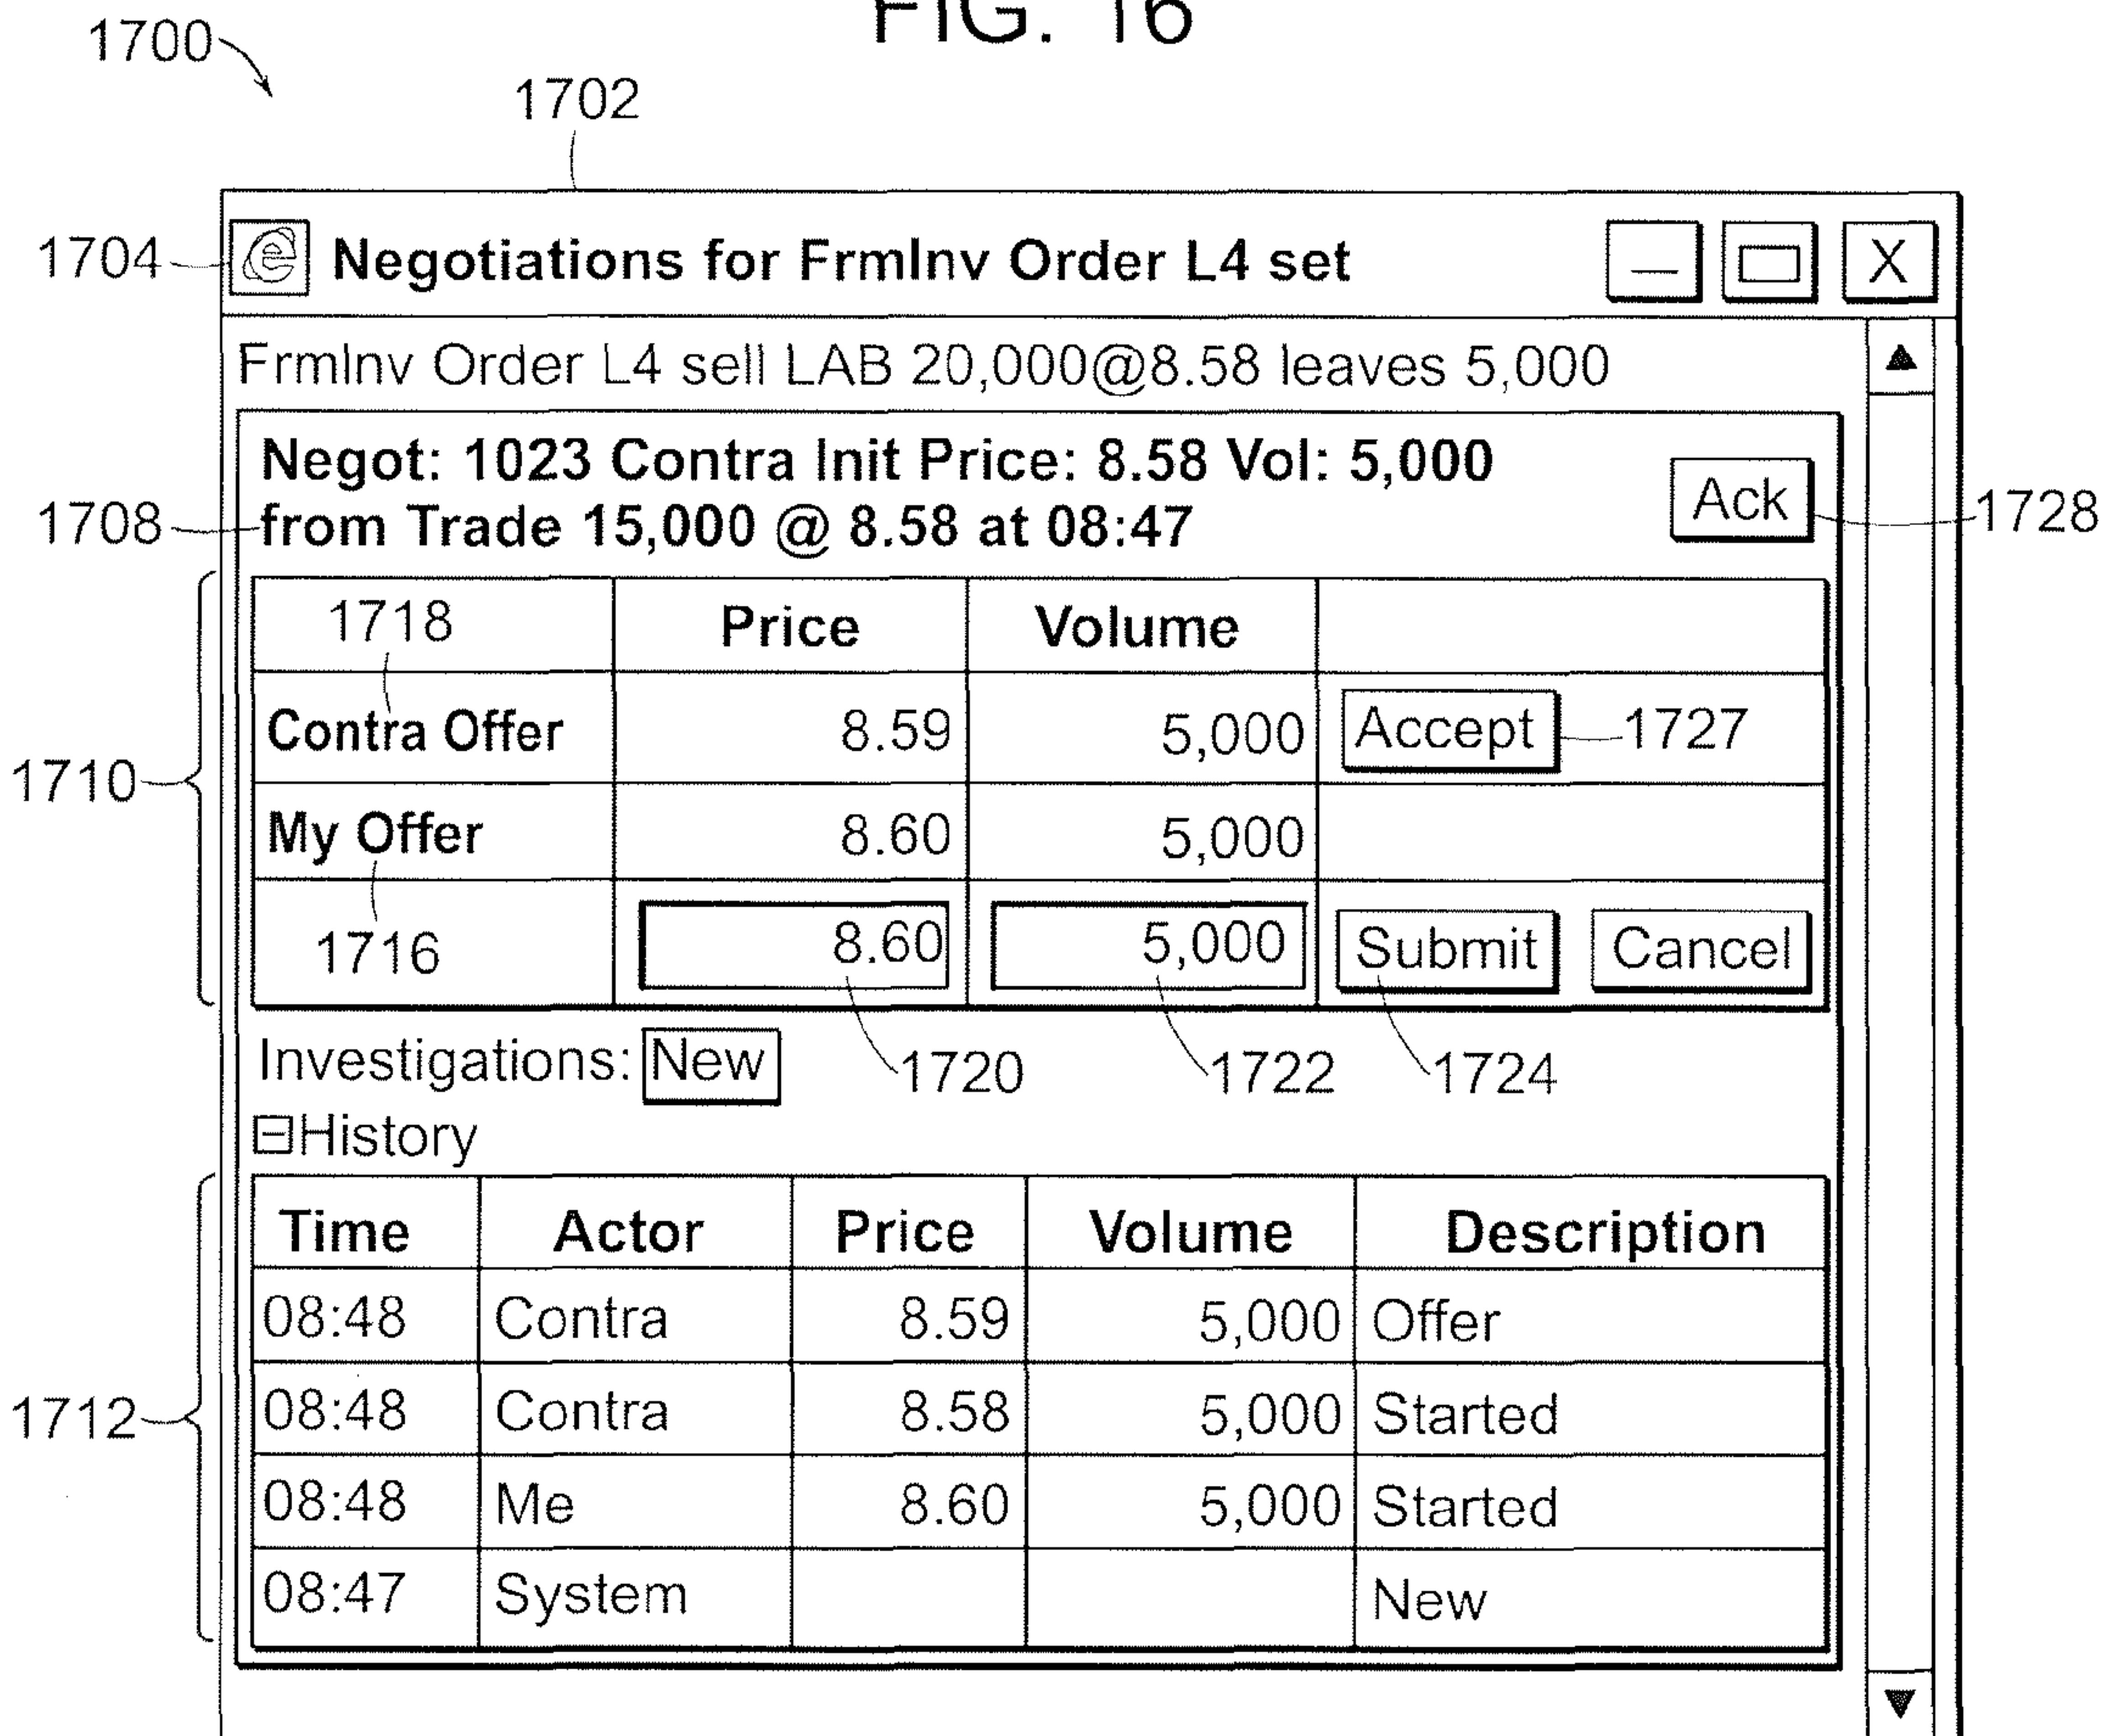 FIG. 16
1700
1702
1704 Negotiations for FrmInv Order L4 set X
FrmInv Order L4 sell LAB 20,000@8.58 leaves 5,000
Negot: 1023 Contra Init Price: 8.58 Vol: 5,000
Ack
1708 from Trade 15,000 @ 8.58 at 08:47
1728
1718 Price Volume
Contra Offer 8.59 5,000 Accept 1727
1710
My Offer 8.60 5,000
1716 8.60 5,000 Submit Cancel
Investigations: New 1720 1722 1724
History
Time Actor Price Volume Description
08:48 Contra 8.59 5,000 Offer
1712 08:48 Contra 8.58 5,000 Started
08:48 Me 8.60 5,000 Started
08:47 System New